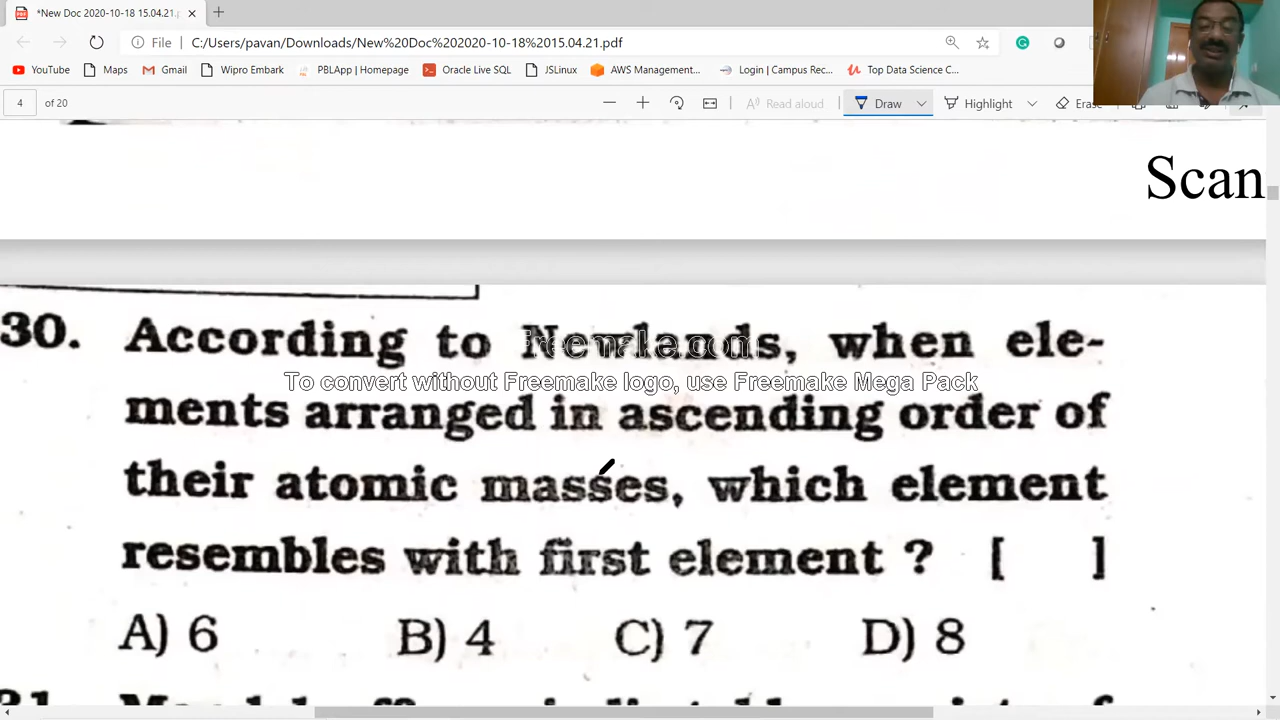 *New Doc 2020-10-18 15.04.21.
File C:/Users/pavan/Downloads/New%20Doc%202020-10-18%2015.04.21.pdf
YouTube Maps Gmail Wipro Embark PBLApp | Homepage Oracle Live SQL JSLinux AWS Management... Login | Campus Rec... Top Data Science C...
4 of 20 Read aloud Draw Highlight Erase
Scan
30. According to Newlands, when ele-
Freemake.com
To convert without Freemake logo, use Freemake Mega Pack
ments arranged in ascending order of
their atomic masses, which element
resembles with first element ? [ ]
A) 6 B) 4 C) 7 D) 8